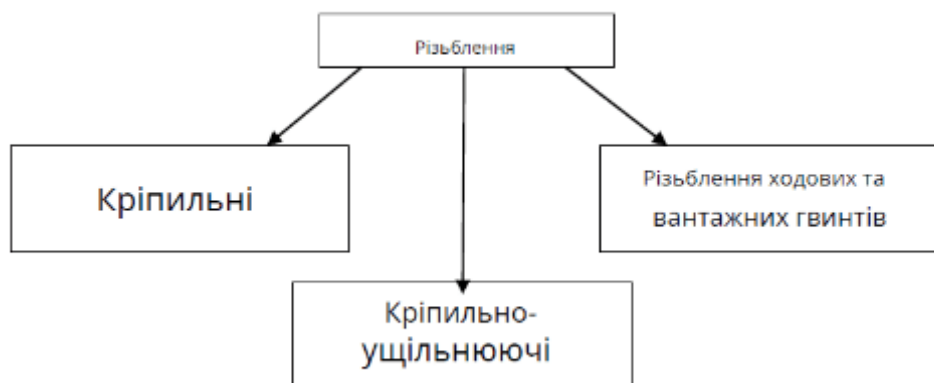 Різьблення
Кріпильні
Різьблення ходових та
вантажних гвинтів
Кріпильно-
ущільнюючі